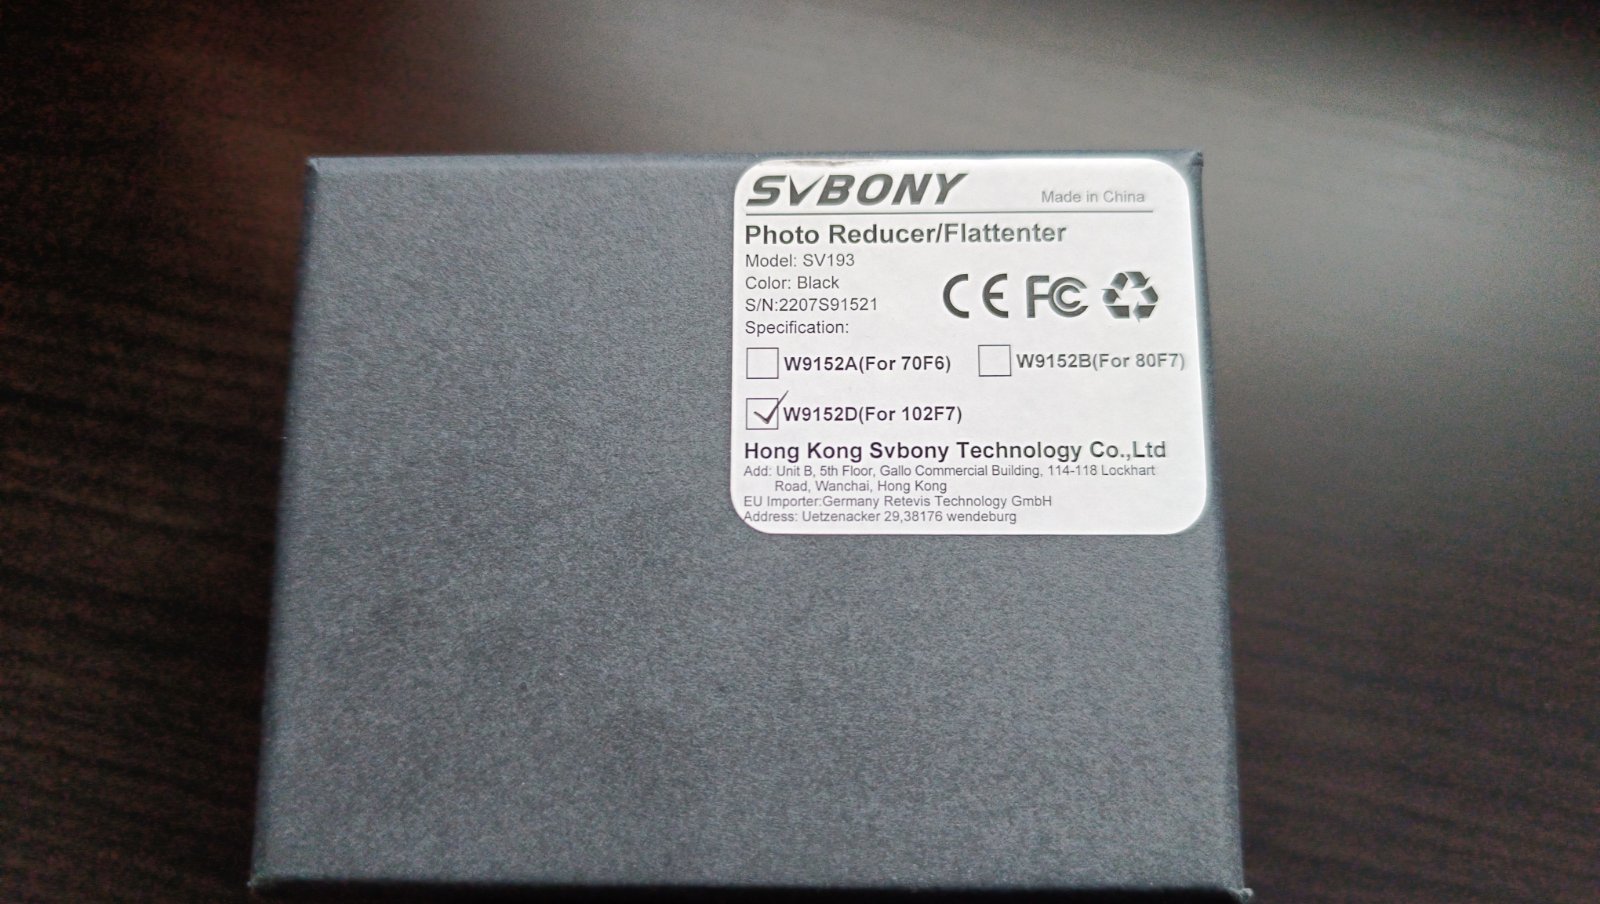 SVBONY Made in China
Photo Reducer/Flattenter
Model: SV193
Color: Black
S/N:2207S91521
CE FC
Specification:
W9152A(For 70F6) W9152B(For 80F7)
W9152D(For 102F7)
Hong Kong Svbony Technology Co.,Ltd
Add: Unit B, 5th Floor, Gallo Commercial Building, 114-118 Lockhart
Road, Wanchai, Hong Kong
EU Importer:Germany Retevis Technology GmbH
Address: Uetzenacker 29,38176 wendeburg